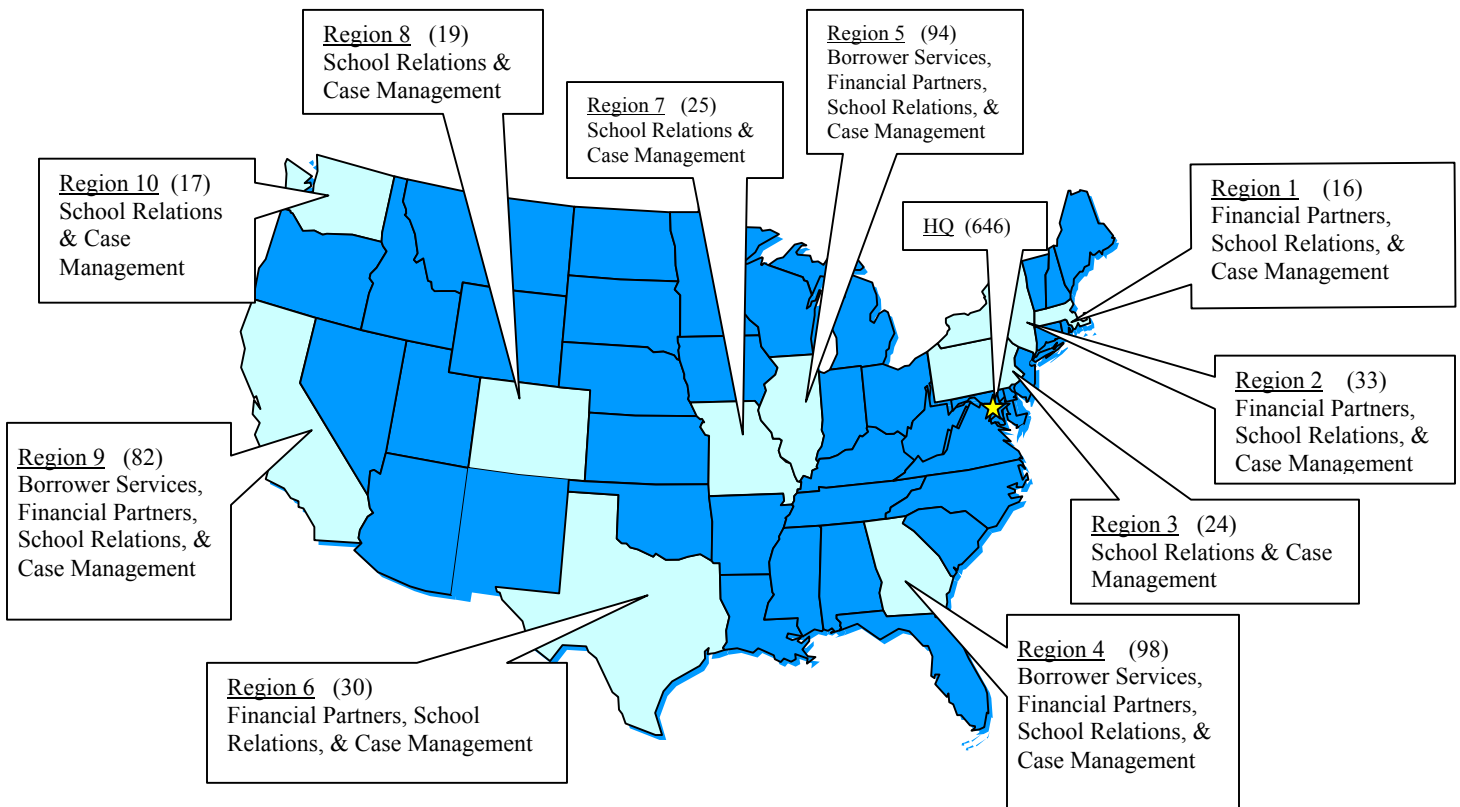 Region 8 (19)
School Relations &
Case Management
Region 5 (94)
Borrower Services,
Financial Partners,
School Relations, &
Case Management
Region 7 (25)
School Relations &
Case Management
Region 10 (17)
School Relations
& Case
Management
Region 1 (16)
Financial Partners,
School Relations, &
Case Management
HQ (646)
Region 2 (33)
Financial Partners,
School Relations, &
Case Management
Region 9 (82)
Borrower Services,
Financial Partners,
School Relations, &
Case Management
Region 3 (24)
School Relations & Case
Management
Region 4 (98)
Borrower Services,
Financial Partners,
School Relations, &
Case Management
Region 6 (30)
Financial Partners, School
Relations, & Case Management